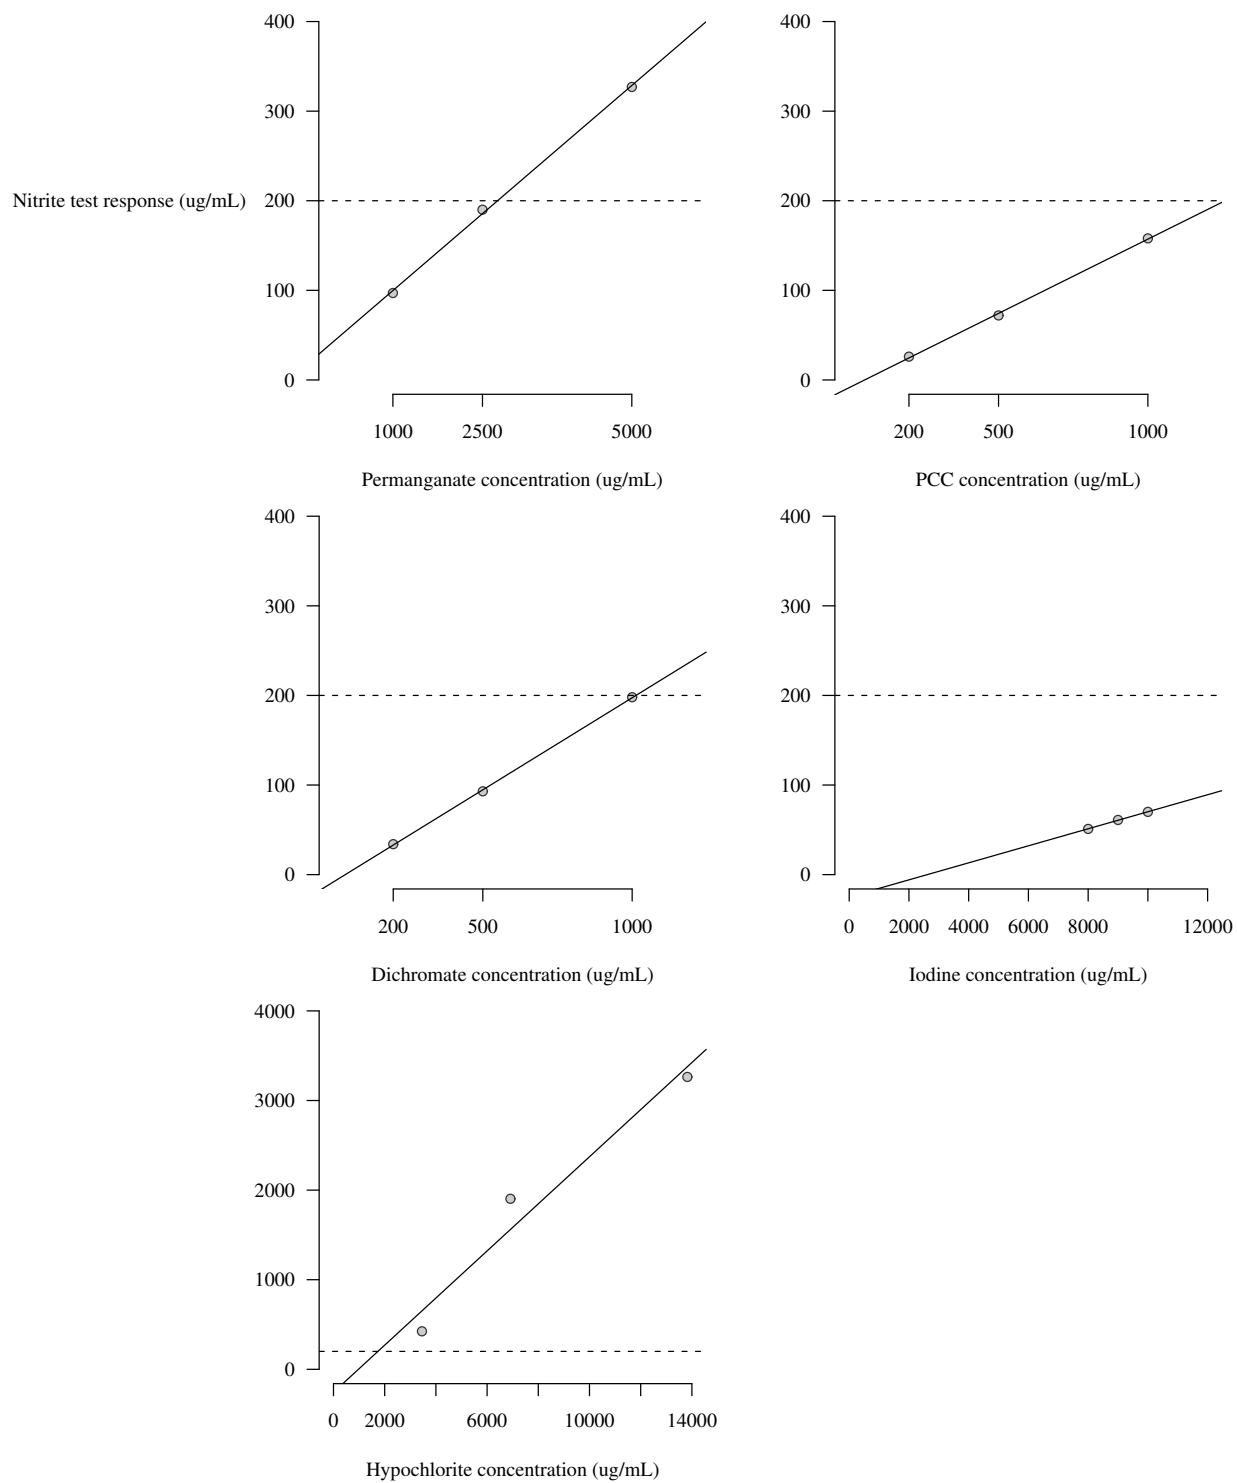 400 400
300 300
Nitrite test response (ug/mL) 200 200
100 100
0 0
1000 2500 5000 200 500 1000
Permanganate concentration (ug/mL) PCC concentration (ug/mL)
400 400
300 300
200 200
100 100
0 0
200 500 1000 0 2000 4000 6000 8000 12000
Dichromate concentration (ug/mL) Iodine concentration (ug/mL)
4000
3000
2000
1000
0
0 2000 6000 10000 14000
Hypochlorite concentration (ug/mL)